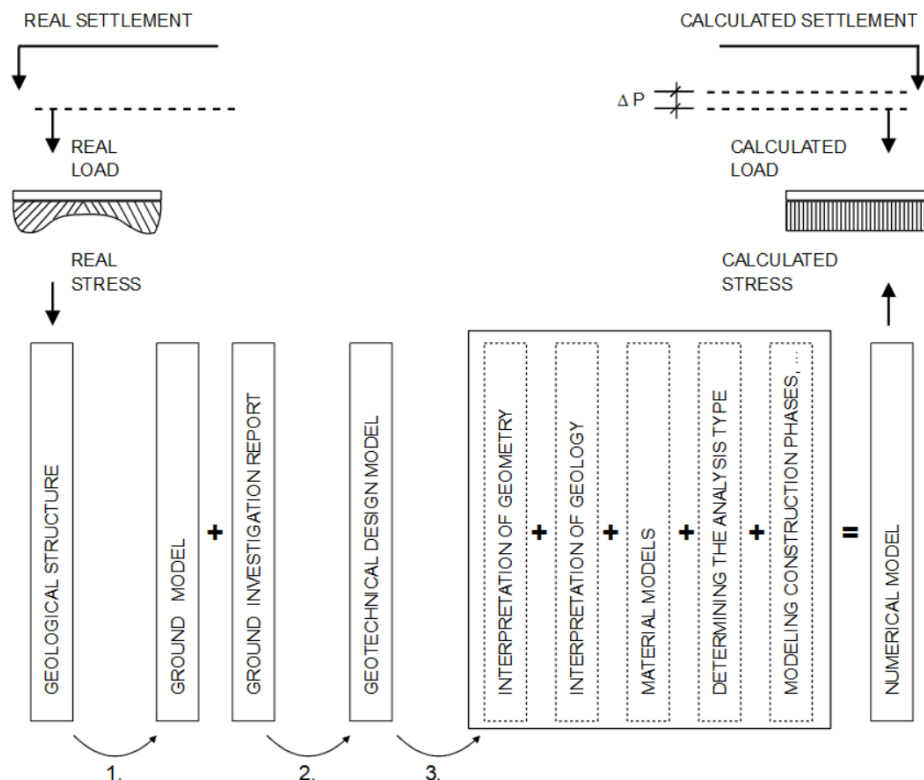 REAL SETTLEMENT
CALCULATED SETTLEMENT
Δ P
REAL
LOAD
CALCULATED
LOAD
REAL
STRESS
CALCULATED
STRESS
GEOLOGICAL STRUCTURE
GROUND MODEL
+
GROUND INVESTIGATION REPORT
GEOTECHNICAL DESIGN MODEL
INTERPRETATION OF GEOMETRY
+
INTERPRETATION OF GEOLOGY
+
MATERIAL MODELS
+
DETERMINING THE ANALYSIS TYPE
+
MODELING CONSTRUCTION PHASES, ...
=
NUMERICAL MODEL
1.
2.
3.